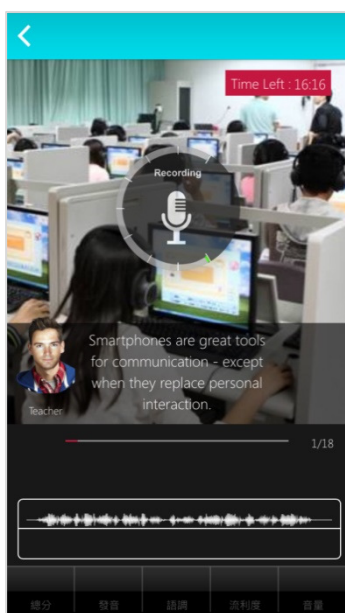 Time Left : 16:16
Recording
Smartphones are great tools
for communication - except
when they replace personal
interaction.
Teacher
1/18
總分 發音 語調 流利度 音量